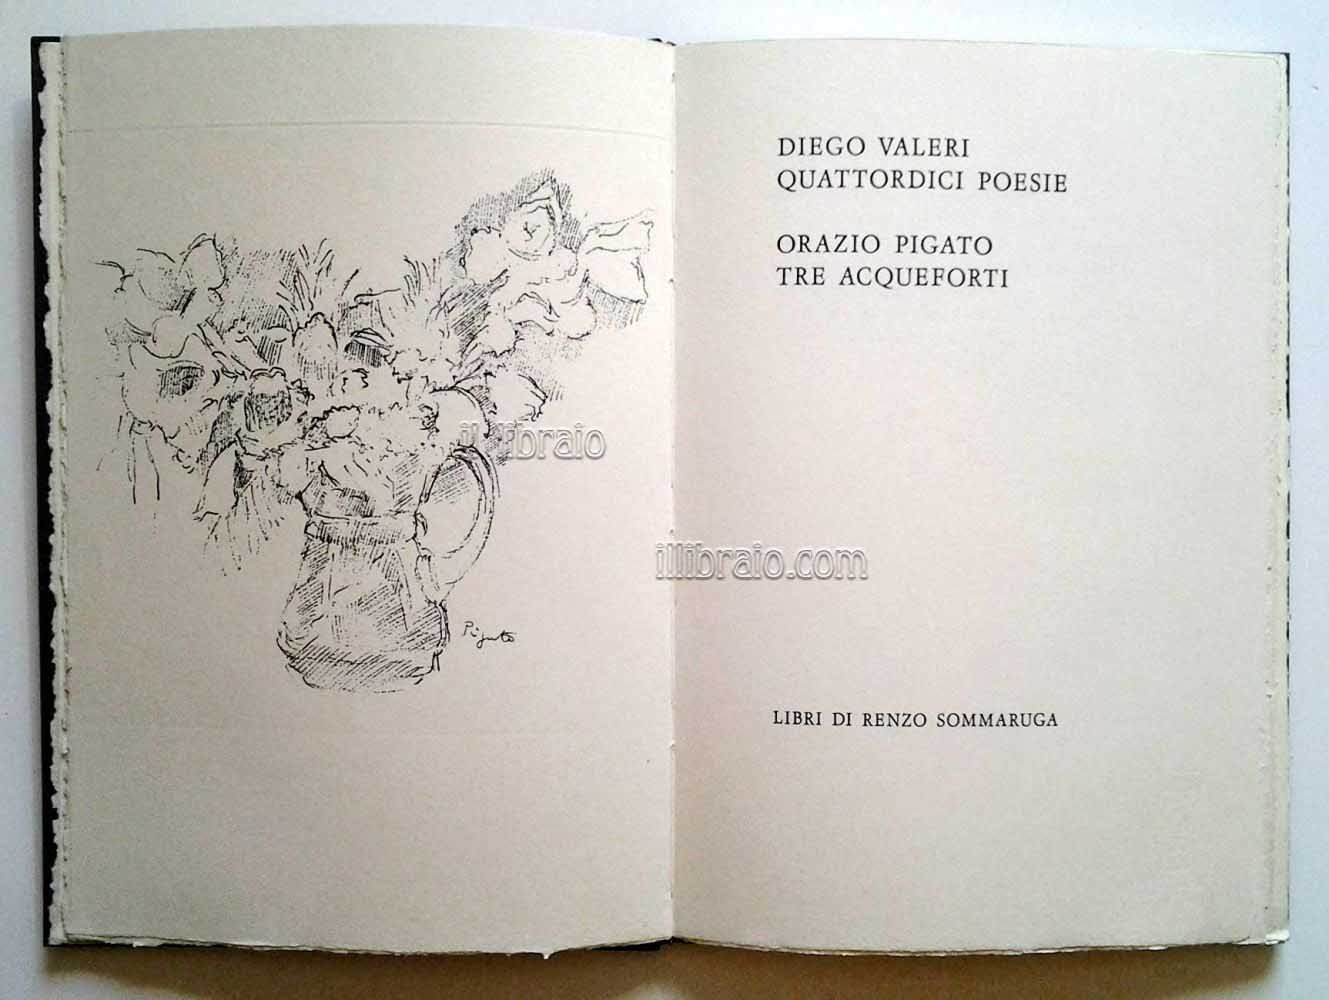 DIEGO VALERI
QUATTORDICI POESIE
ORAZIO PIGATO
TRE ACQUEFORTI
il libraio
illibraio.com
Pigato
LIBRI DI RENZO SOMMARUGA